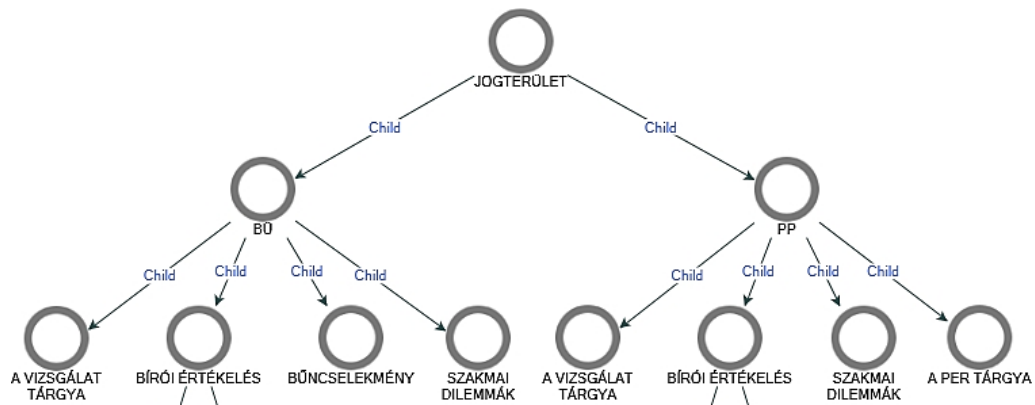 JOGTERÜLET
Child
Child
BŰ
PP
Child
Child
Child
Child
Child
Child
Child
Child
A VIZSGÁLAT
TÁRGYA
BÍRÓI ÉRTÉKELÉS
BŰNCSELEKMÉNY
SZAKMAI
DILEMMÁK
A VIZSGÁLAT
TÁRGYA
BÍRÓI ÉRTÉKELÉS
SZAKMAI
DILEMMÁK
A PER TÁRGYA